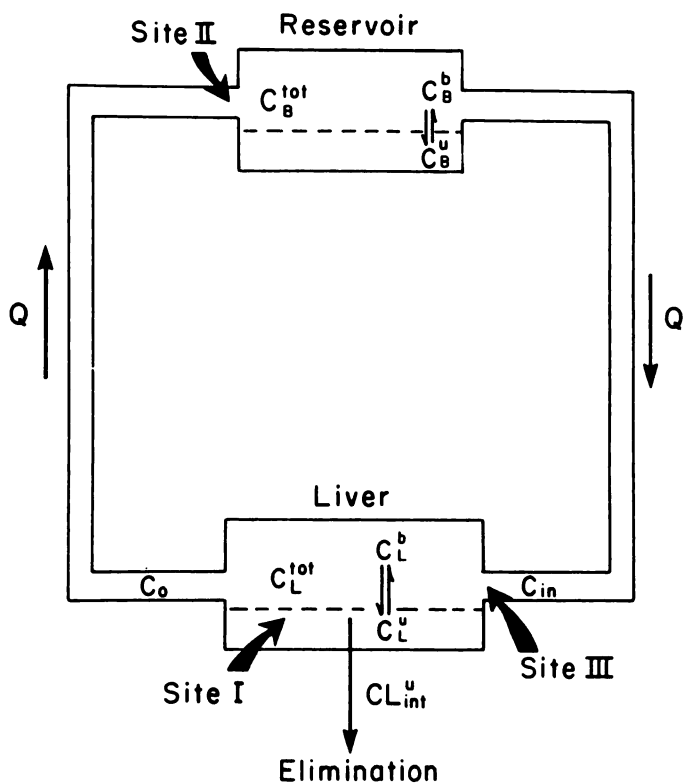 Reservoir
Site II
C_B^tot
C_B^b
C_B^u
Q
Q
Liver
C_L^tot
C_L^b
C_L^u
C_o
C_in
Site I
Site III
CL_int^u
Elimination